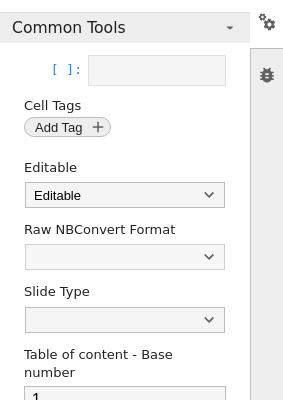 Common Tools
[ ]:
Cell Tags
Add Tag +
Editable
Editable
Raw NBConvert Format
Slide Type
Table of content - Base
number
1